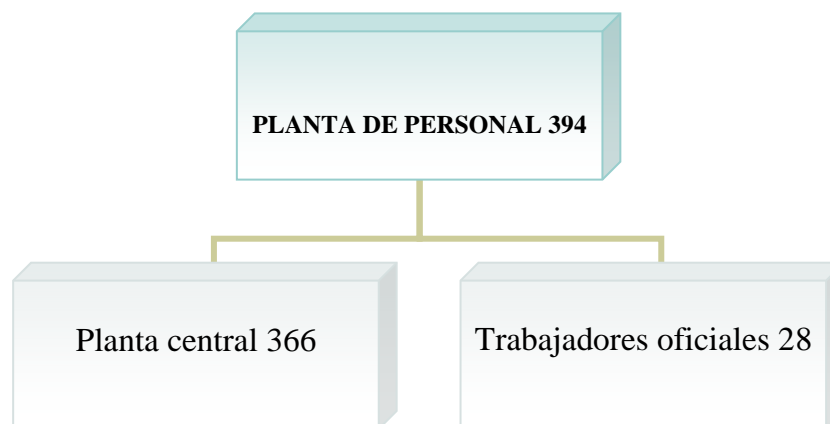 PLANTA DE PERSONAL 394
Planta central 366
Trabajadores oficiales 28